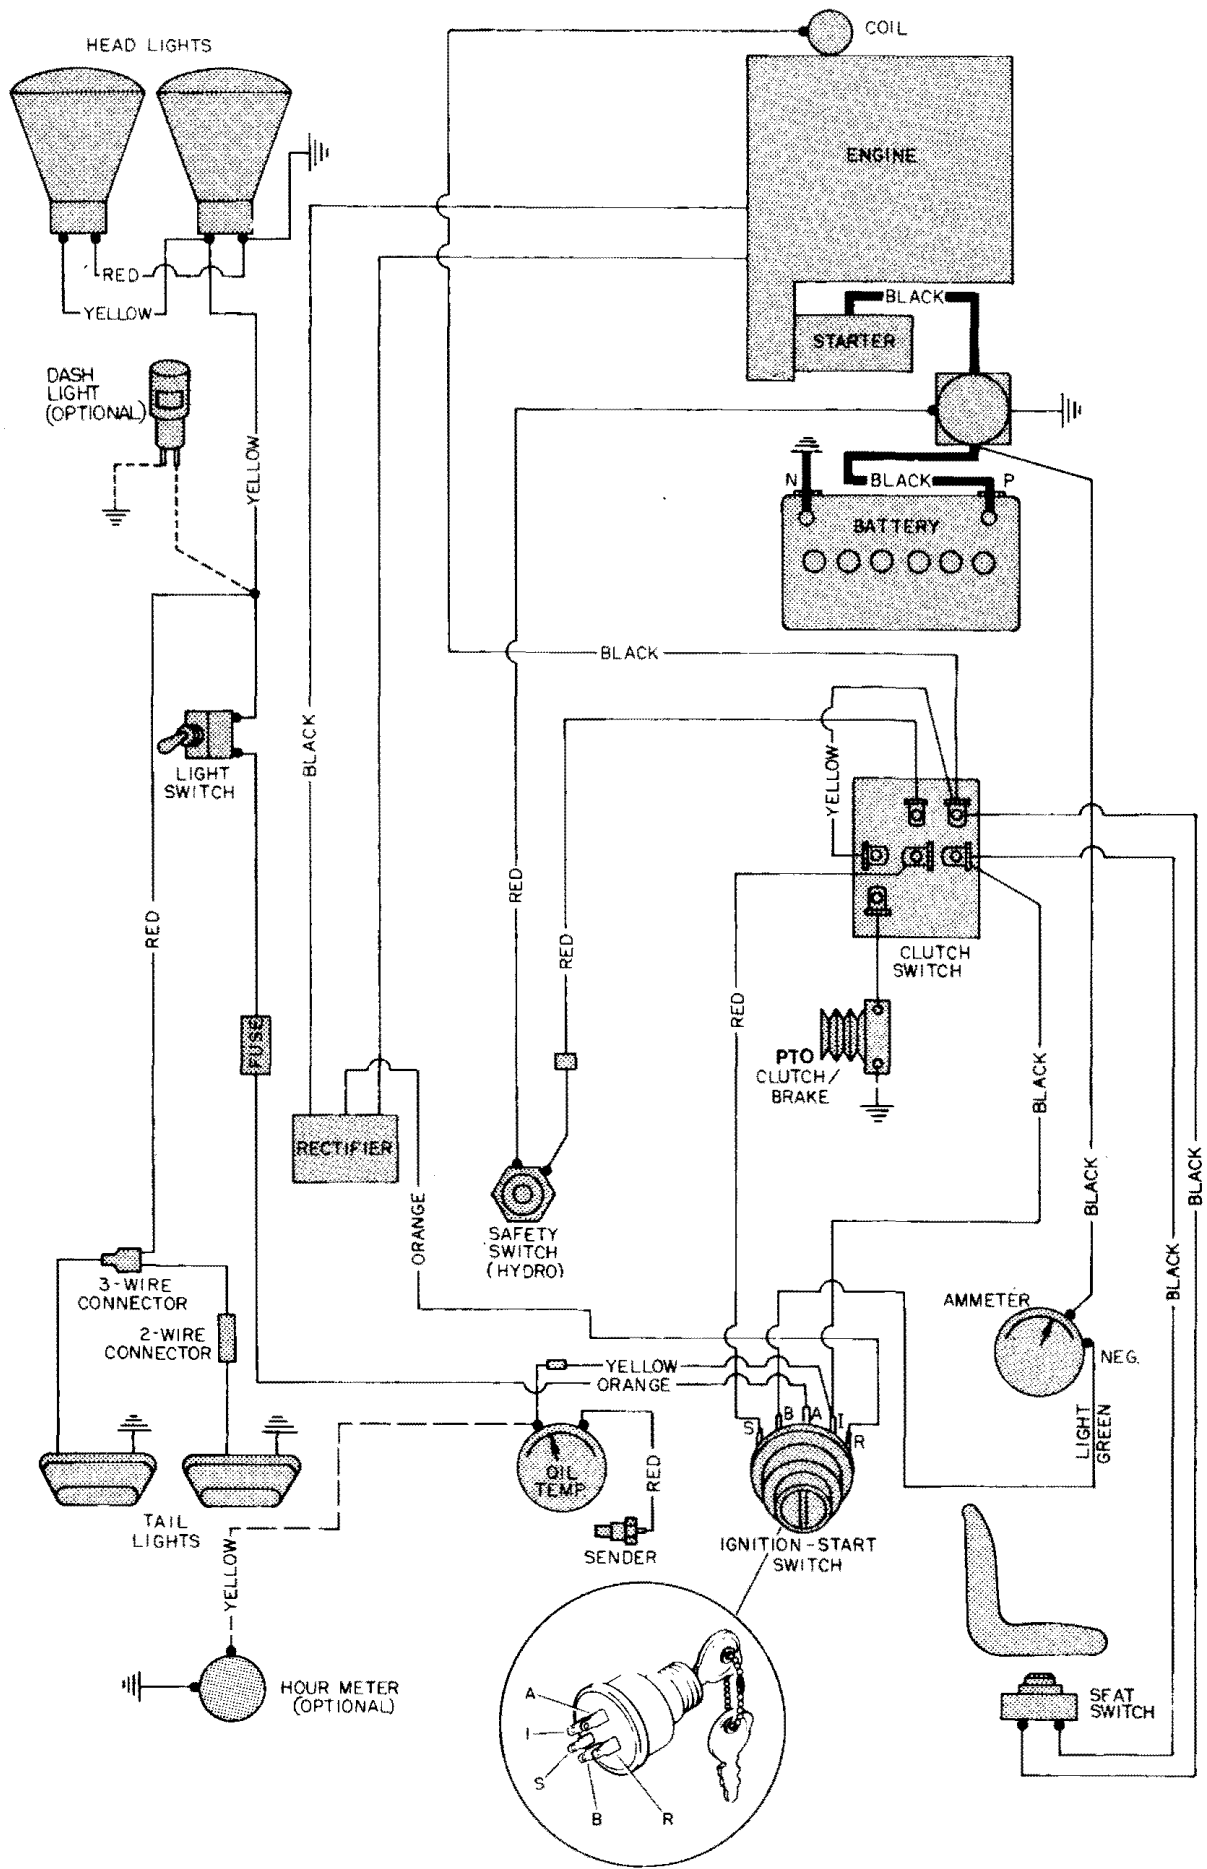 HEAD LIGHTS
COIL
ENGINE
RED
YELLOW
BLACK
STARTER
DASH
LIGHT
(OPTIONAL)
YELLOW
N
BLACK
P
BATTERY
BLACK
LIGHT
SWITCH
BLACK
YELLOW
RED
RED
RED
CLUTCH
SWITCH
RED
FUSE
PTO
CLUTCH/
BRAKE
BLACK
RECTIFIER
ORANGE
BLACK
BLACK
SAFETY
SWITCH
(HYDRO)
BLACK
3-WIRE
CONNECTOR
2-WIRE
CONNECTOR
AMMETER
NEG.
YELLOW
ORANGE
S
B
A
I
R
LIGHT
GREEN
OIL
TEMP.
RED
TAIL
LIGHTS
SENDER
IGNITION-START
SWITCH
YELLOW
HOUR METER
(OPTIONAL)
A
I
S
B
R
SEAT
SWITCH